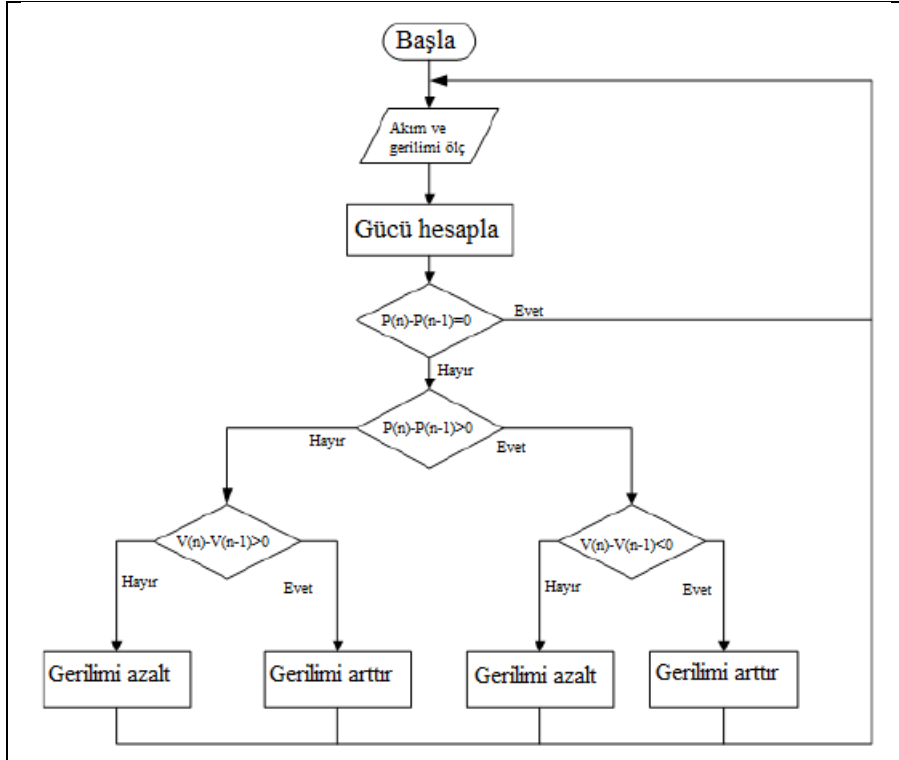 Başla
Akım ve
gerilimi ölç
Gücü hesapla
P(n)-P(n-1)=0
Evet
Hayır
P(n)-P(n-1)>0
Hayır
Evet
V(n)-V(n-1)>0
V(n)-V(n-1)<0
Hayır
Evet
Hayır
Evet
Gerilimi azalt
Gerilimi arttır
Gerilimi azalt
Gerilimi arttır